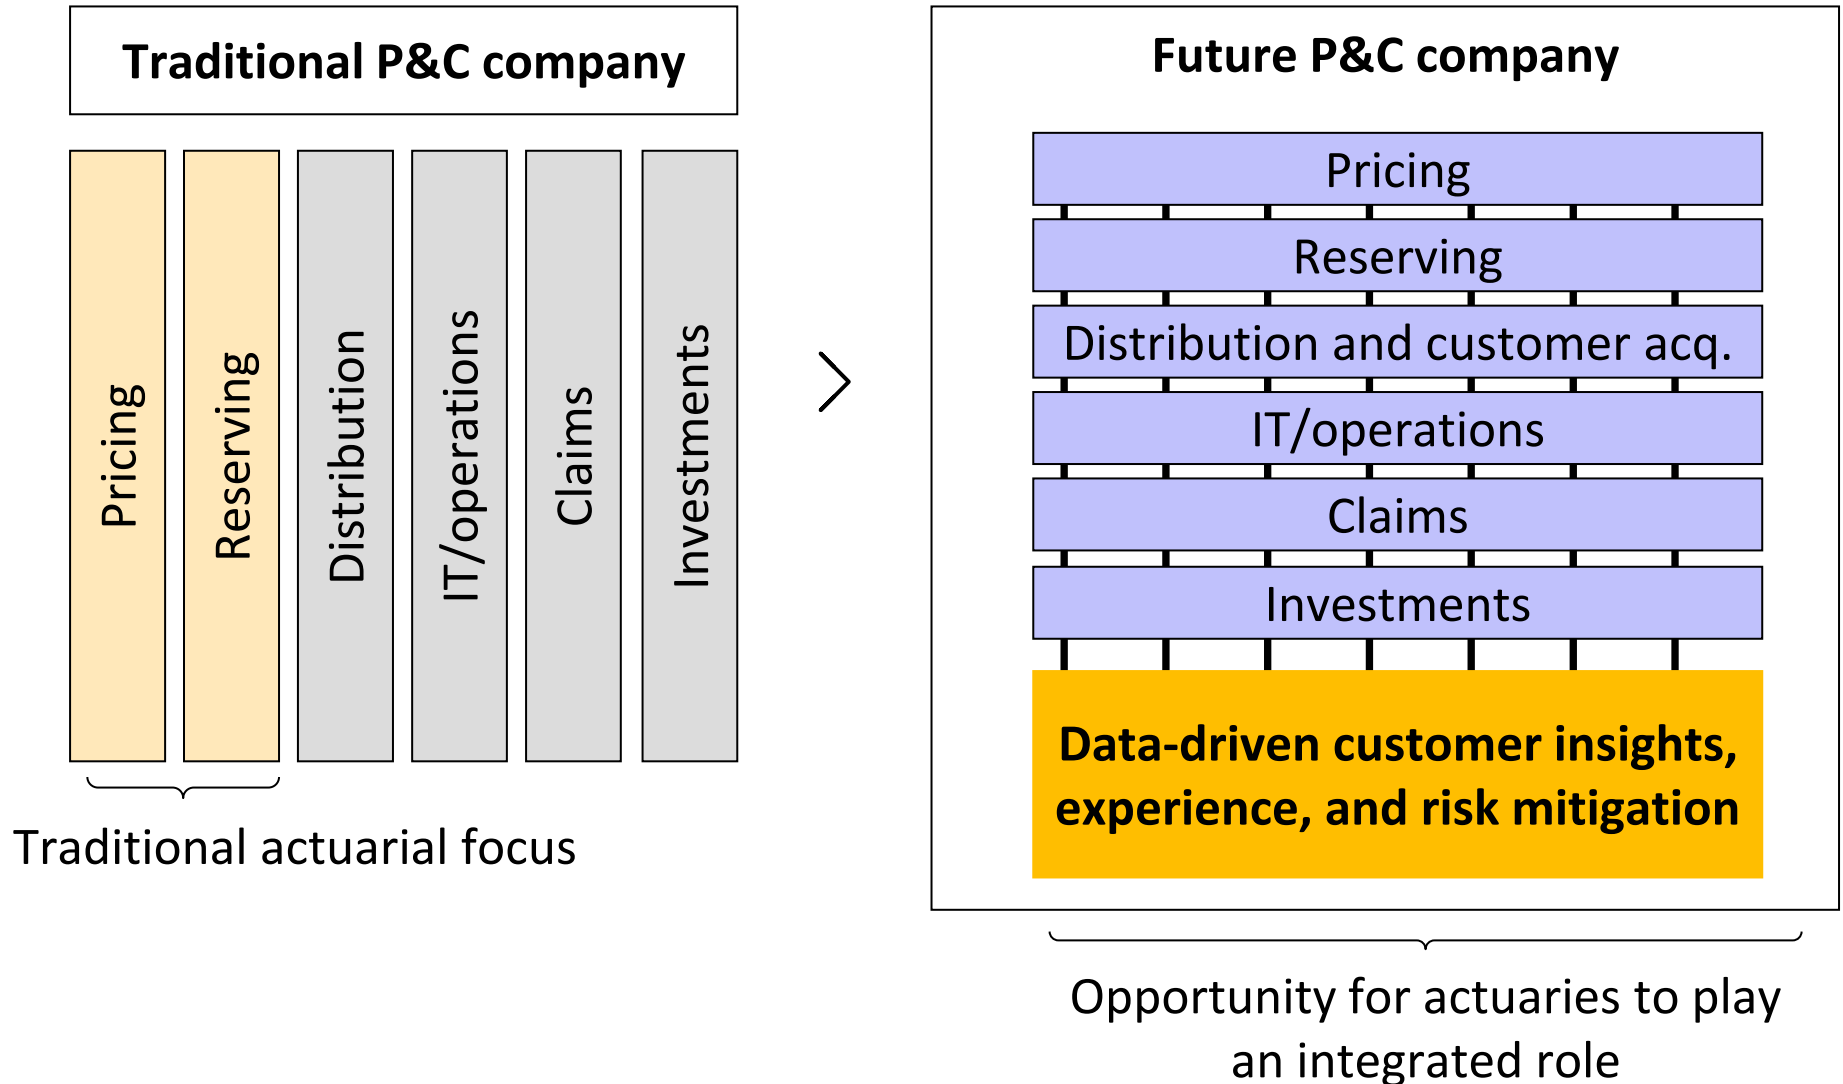 Traditional P&C company
Pricing
Reserving
Distribution
IT/operations
Claims
Investments
Traditional actuarial focus
Future P&C company
Pricing
Reserving
Distribution and customer acq.
IT/operations
Claims
Investments
Data-driven customer insights,
experience, and risk mitigation
Opportunity for actuaries to play
an integrated role